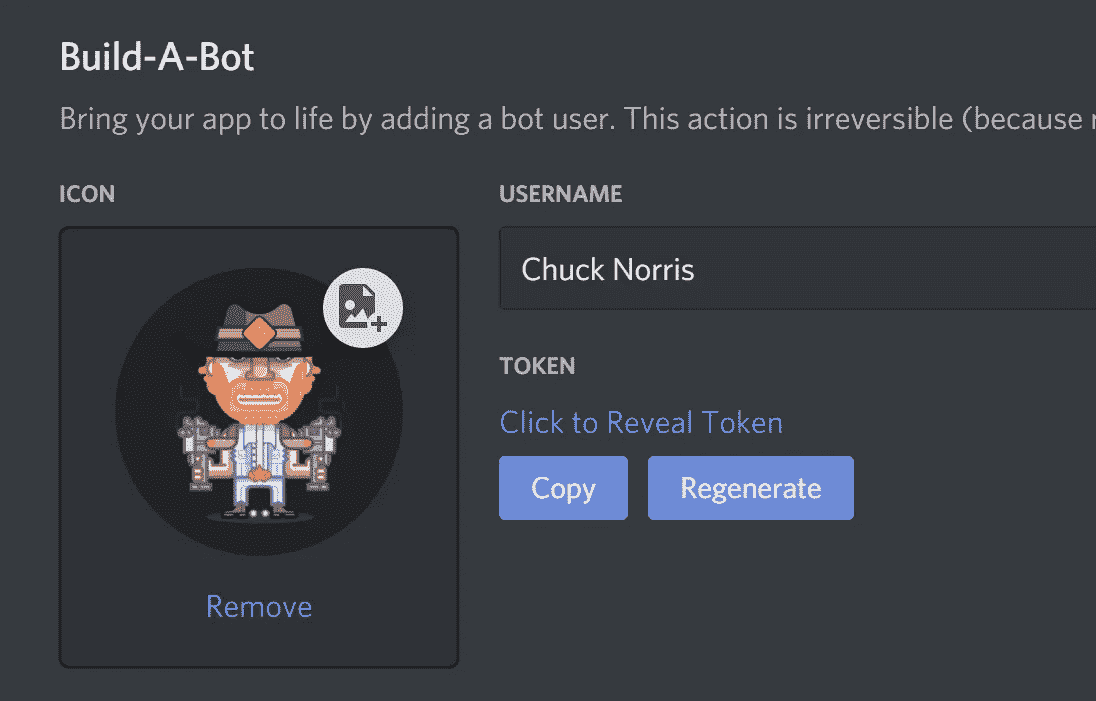 Build-A-Bot
Bring your app to life by adding a bot user. This action is irreversible (because
ICON
USERNAME
Chuck Norris
TOKEN
Click to Reveal Token
Copy
Regenerate
Remove